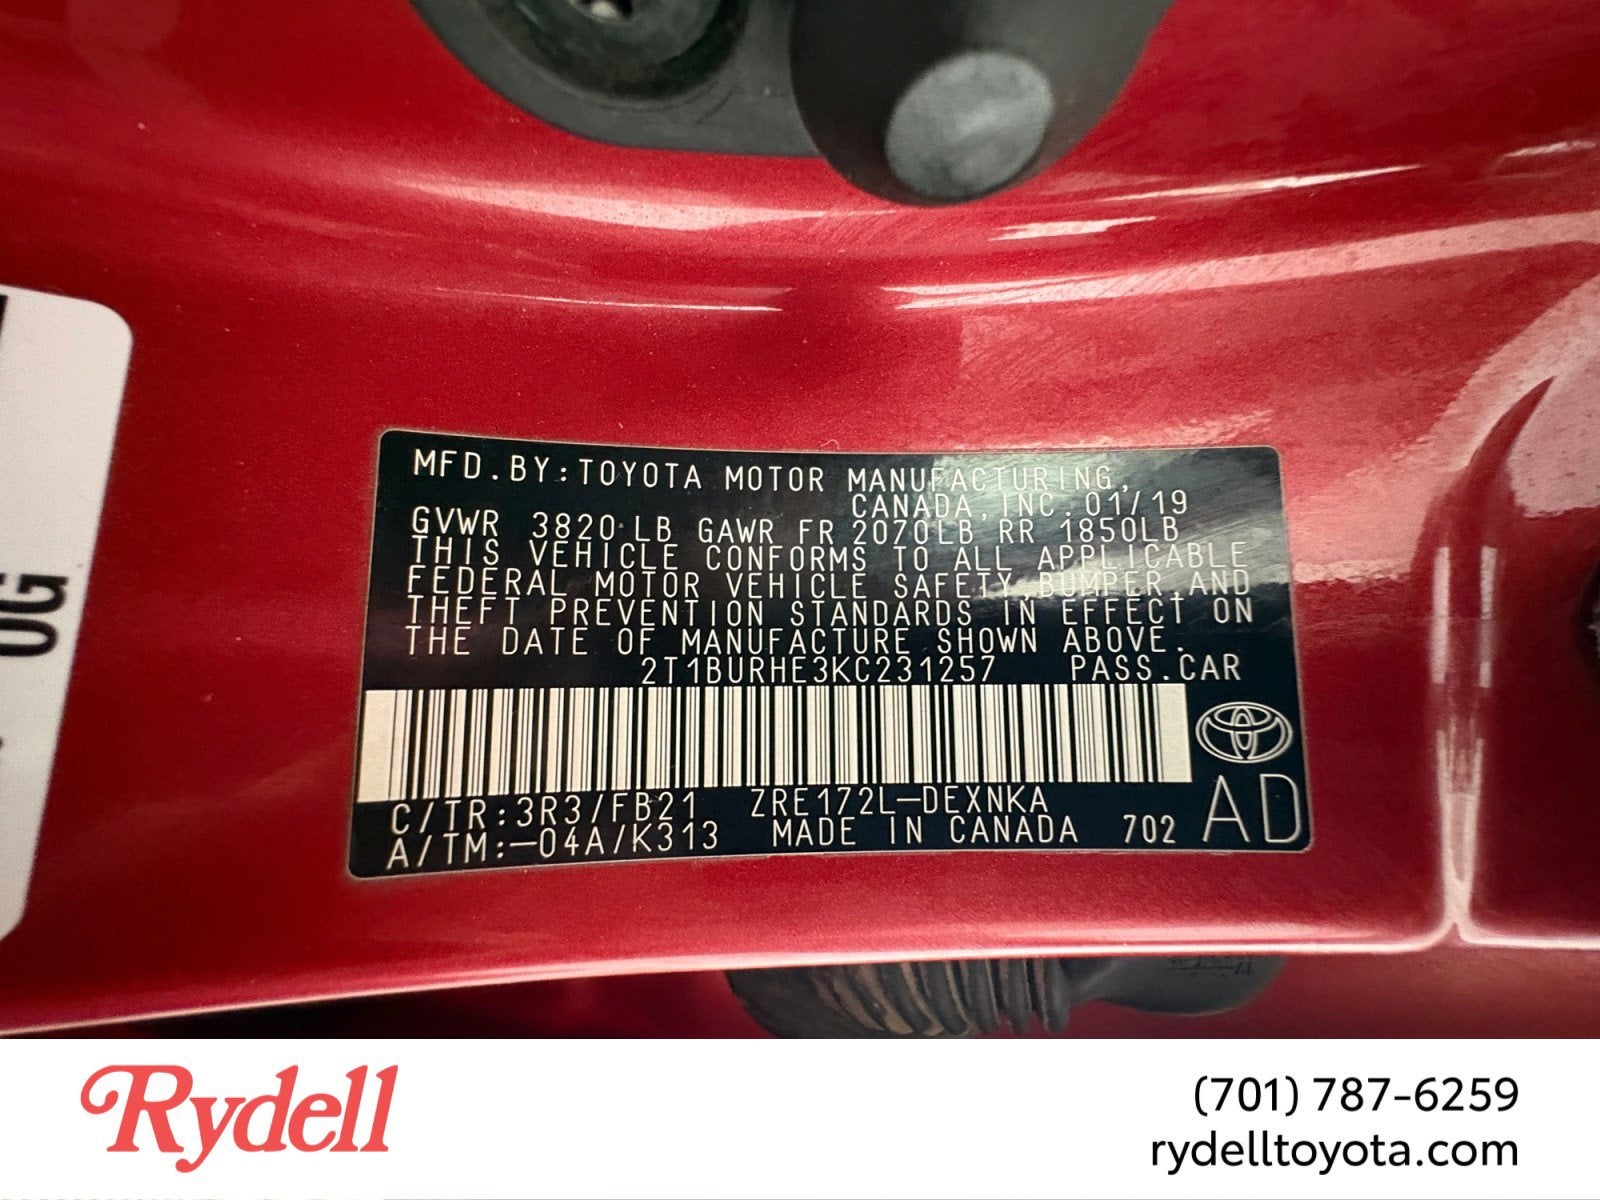 MFD.BY:TOYOTA MOTOR MANUFACTURING,
CANADA,INC.01/19
GVWR 3820 LB GAWR FR 2070LB RR 1850LB
THIS VEHICLE CONFORMS TO ALL APPLICABLE
FEDERAL MOTOR VEHICLE SAFETY,BUMPER,AND
THEFT PREVENTION STANDARDS IN EFFECT ON
THE DATE OF MANUFACTURE SHOWN ABOVE.
2T1BURHE3KC231257 PASS.CAR
C/TR:3R3/FB21 ZRE172L-DEXNKA
A/TM:-04A/K313 MADE IN CANADA 702 AD
0G
Rydell
(701) 787-6259
rydelltoyota.com